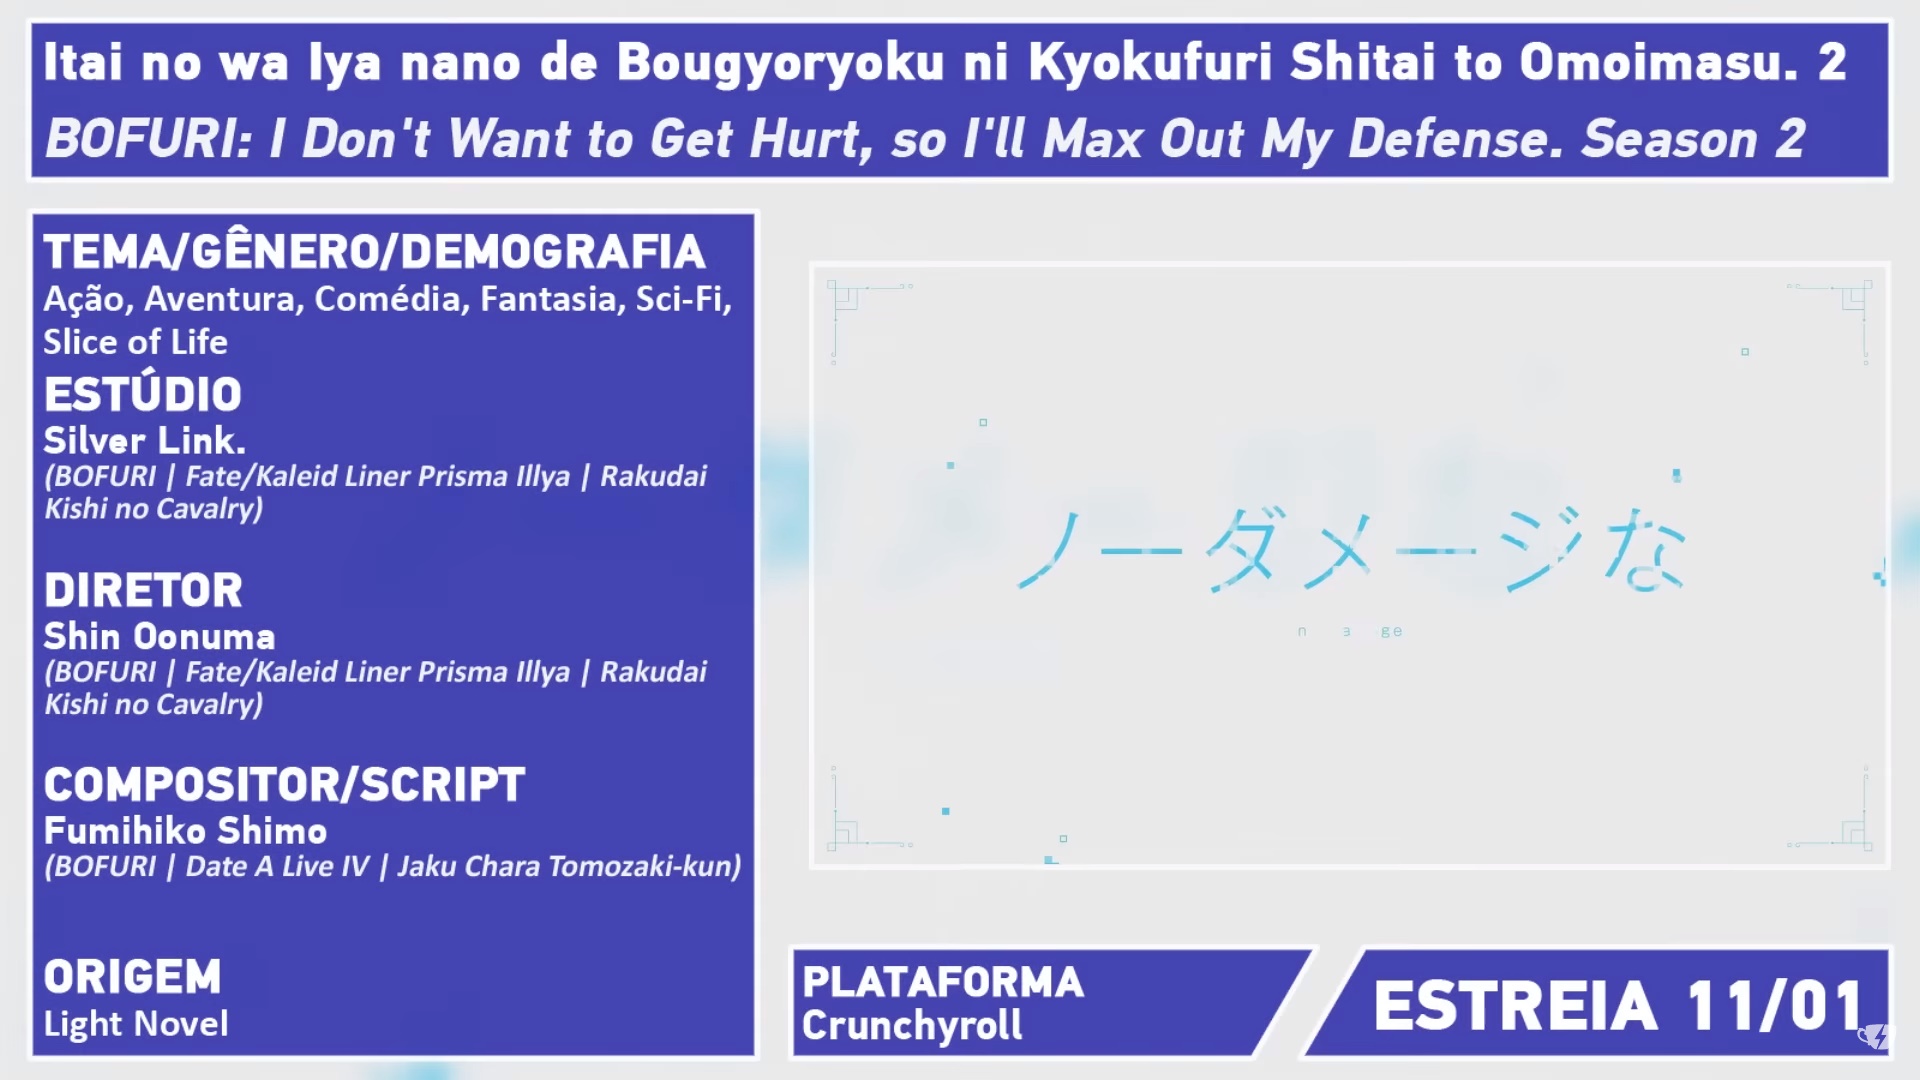 Itai no wa Iya nano de Bougyoryoku ni Kyokufuri Shitai to Omoimasu. 2
BOFURI: I Don't Want to Get Hurt, so I'll Max Out My Defense. Season 2
TEMA/GÊNERO/DEMOGRAFIA
Ação, Aventura, Comédia, Fantasia, Sci-Fi,
Slice of Life
ESTÚDIO
Silver Link.
(BOFURI | Fate/Kaleid Liner Prisma Illya | Rakudai
Kishi no Cavalry)
DIRETOR
Shin Oonuma
(BOFURI | Fate/Kaleid Liner Prisma Illya | Rakudai
Kishi no Cavalry)
COMPOSITOR/SCRIPT
Fumihiko Shimo
(BOFURI | Date A Live IV | Jaku Chara Tomozaki-kun)
ORIGEM
Light Novel
ノーダメージな
PLATAFORMA
Crunchyroll
ESTREIA 11/01